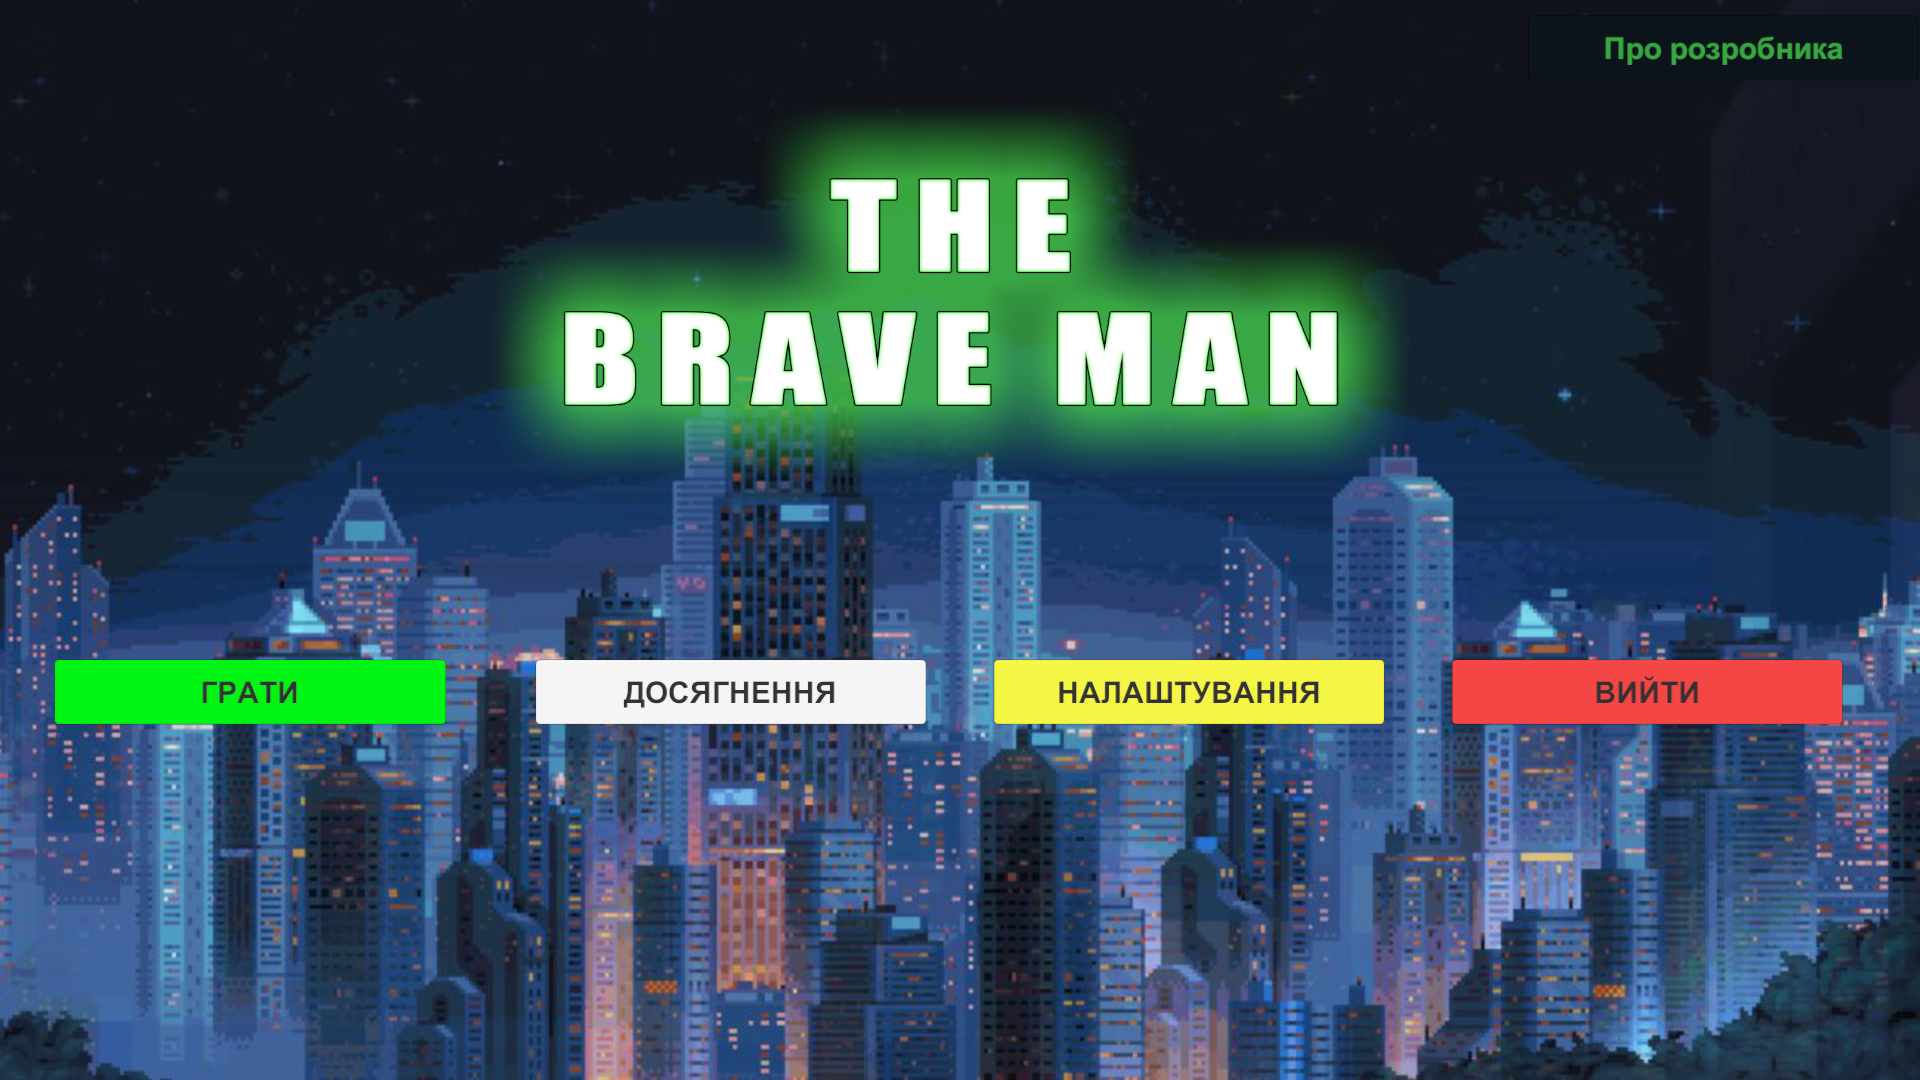 Про розробника
THE
BRAVE MAN
ГРАТИ
ДОСЯГНЕННЯ
НАЛАШТУВАННЯ
ВИЙТИ